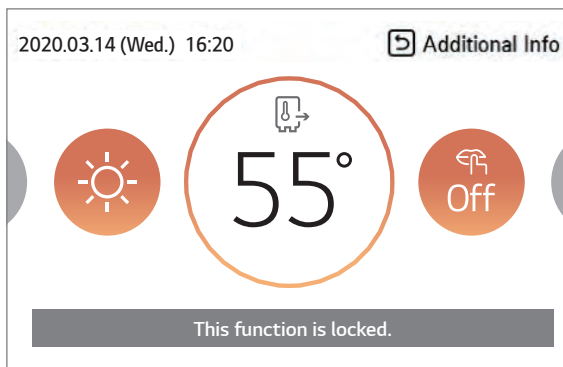 2020.03.14 (Wed.) 16:20 Additional Info
55°
Off
This function is locked.